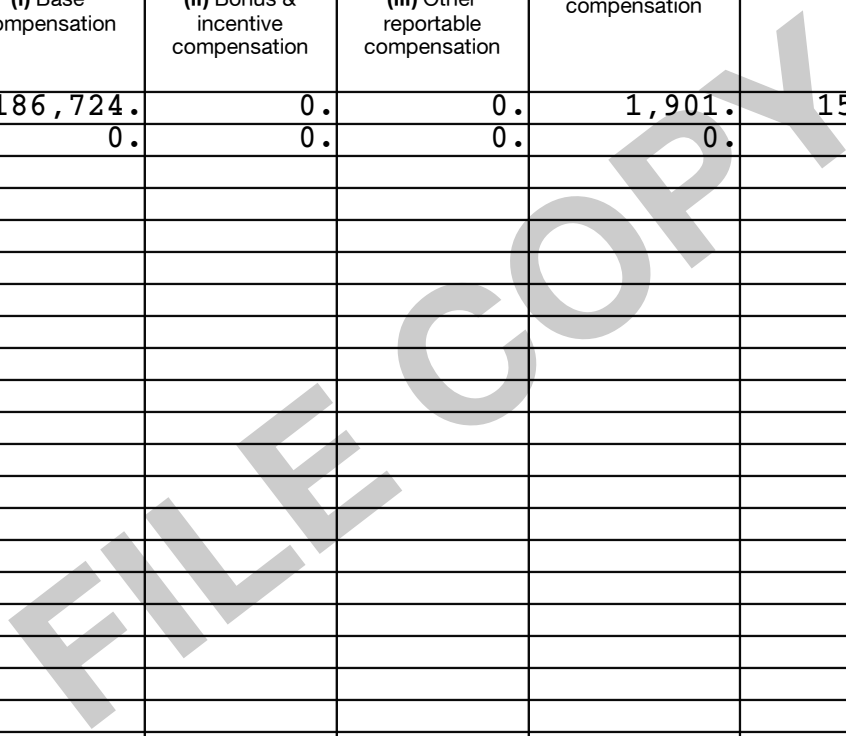 (i) Base
compensation
(ii) Bonus &
incentive
compensation
(iii) Other
reportable
compensation
compensation
186,724. 0. 0. 1,901. 15
0. 0. 0. 0.
FILE COPY